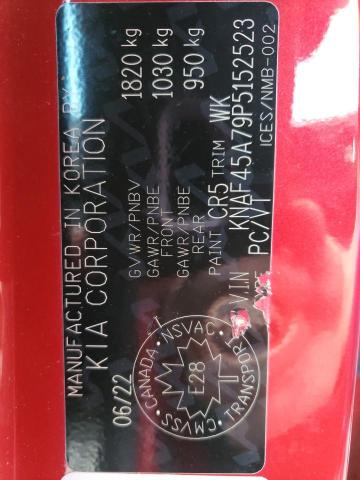 MANUFACTURED IN KOREA BY
KIA CORPORATION
06/22
GVWR/PNBV 1820 kg
GAWR/PNBE 1030 kg
FRONT
GAWR/PNBE 950 kg
REAR
PAINT CR5 TRIM WK
V.I.N KNAF45A79P5152523
PC/VT
ICES/NMB-002
CANADA · NSVAC · TRANSPORT · CMVSS
E28